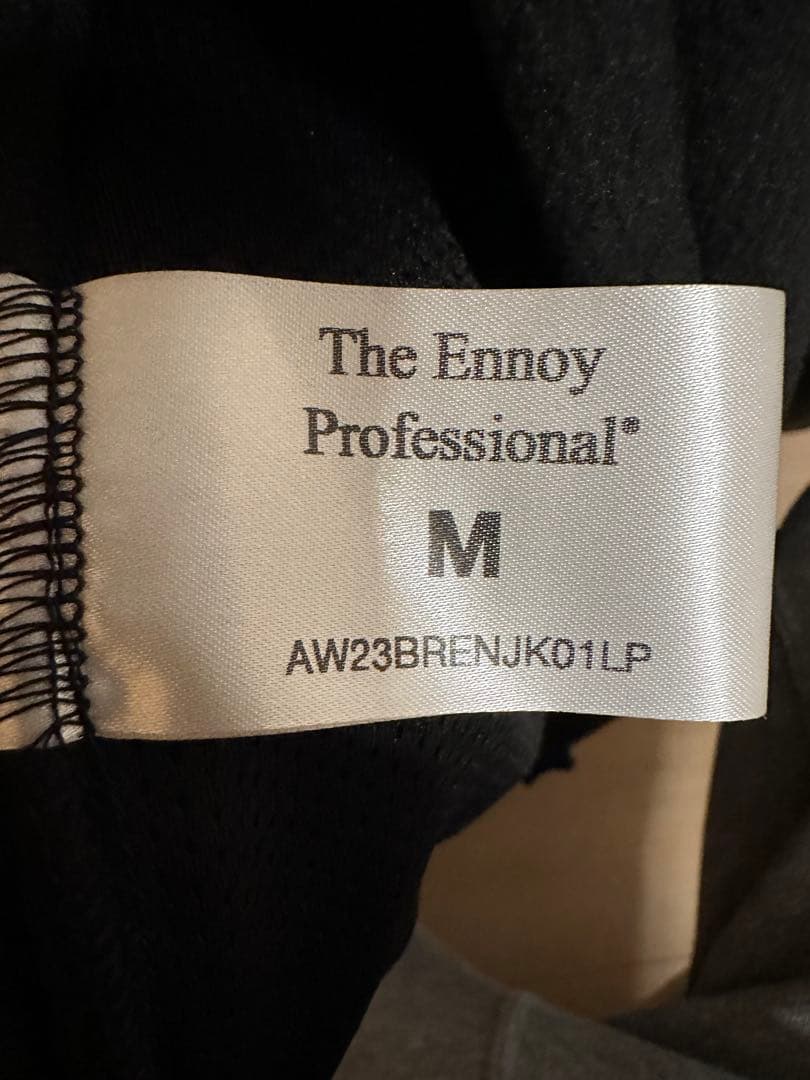 The Ennoy
Professional®
M
AW23BRENJK01LP